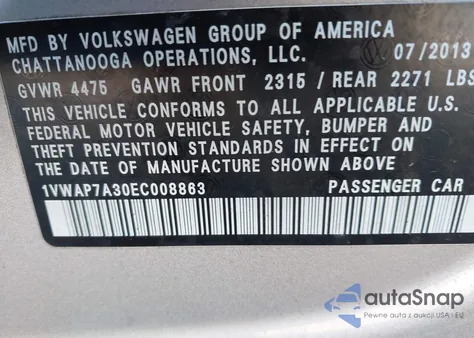 MFD BY VOLKSWAGEN GROUP OF AMERICA
CHATTANOOGA OPERATIONS, LLC. 07/2013
GVWR 4475 GAWR FRONT 2315/REAR 2271 LBS
THIS VEHICLE CONFORMS TO ALL APPLICABLE U.S.
FEDERAL MOTOR VEHICLE SAFETY, BUMPER AND
THEFT PREVENTION STANDARDS IN EFFECT ON
THE DATE OF MANUFACTURE SHOWN ABOVE
1VWAP7A30EC008863 PASSENGER CAR
autoSnap
Pewne auta z aukcji USA i EU